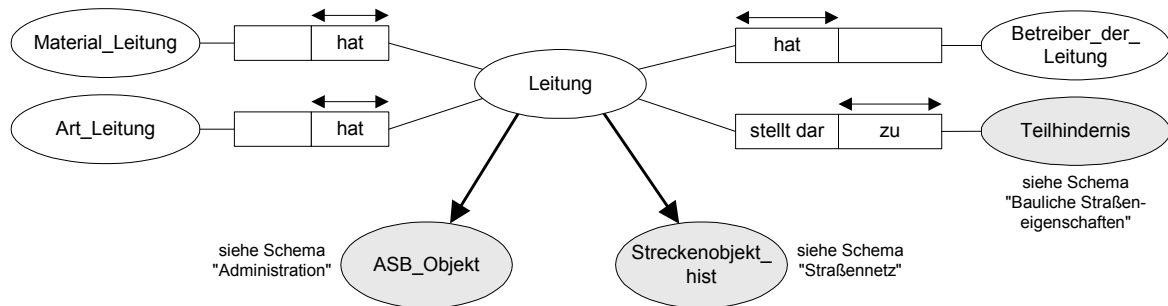 Material_Leitung
hat
hat
Betreiber_der_
Leitung
Leitung
Art_Leitung
hat
stellt dar
zu
Teilhindernis
siehe Schema
"Bauliche Straßen-
eigenschaften"
siehe Schema
"Administration"
ASB_Objekt
Streckenobjekt_
hist
siehe Schema
"Straßennetz"